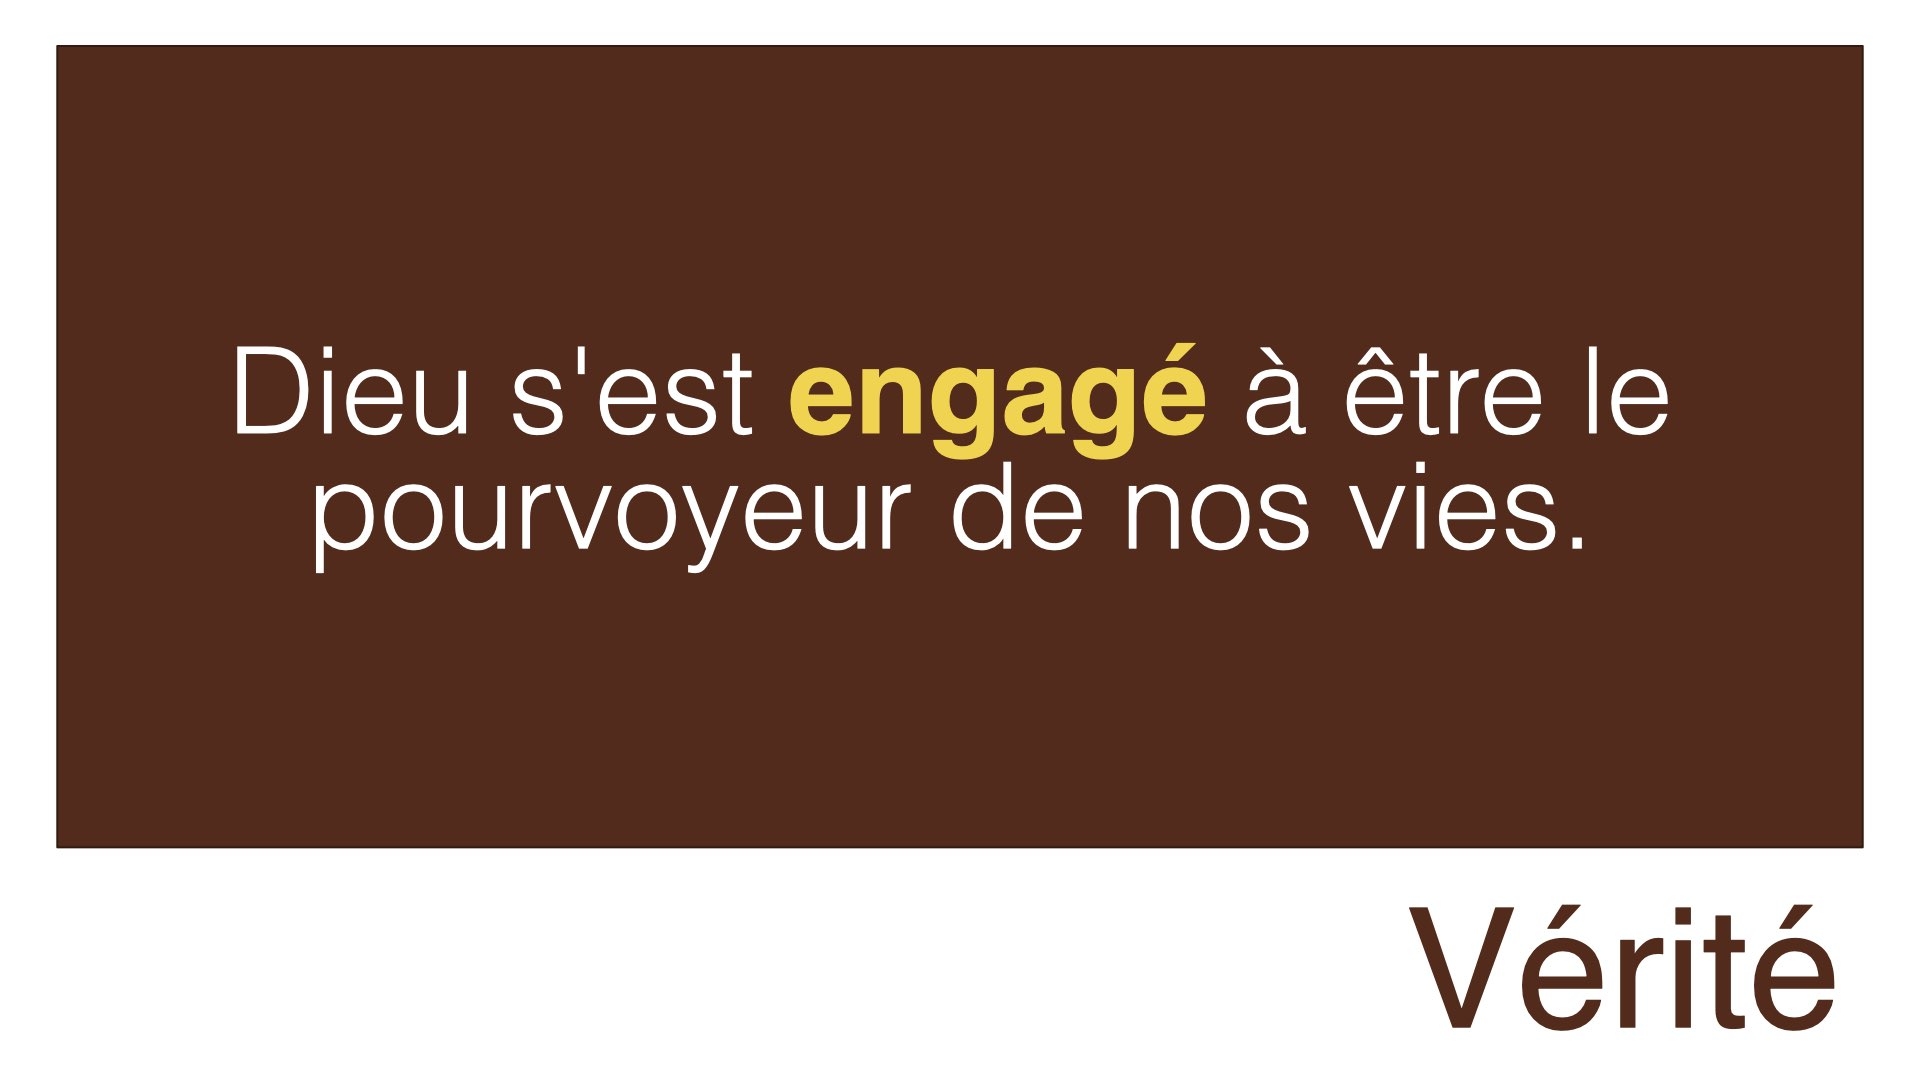 Dieu s'est engagé à être le
pourvoyeur de nos vies.
Vérité